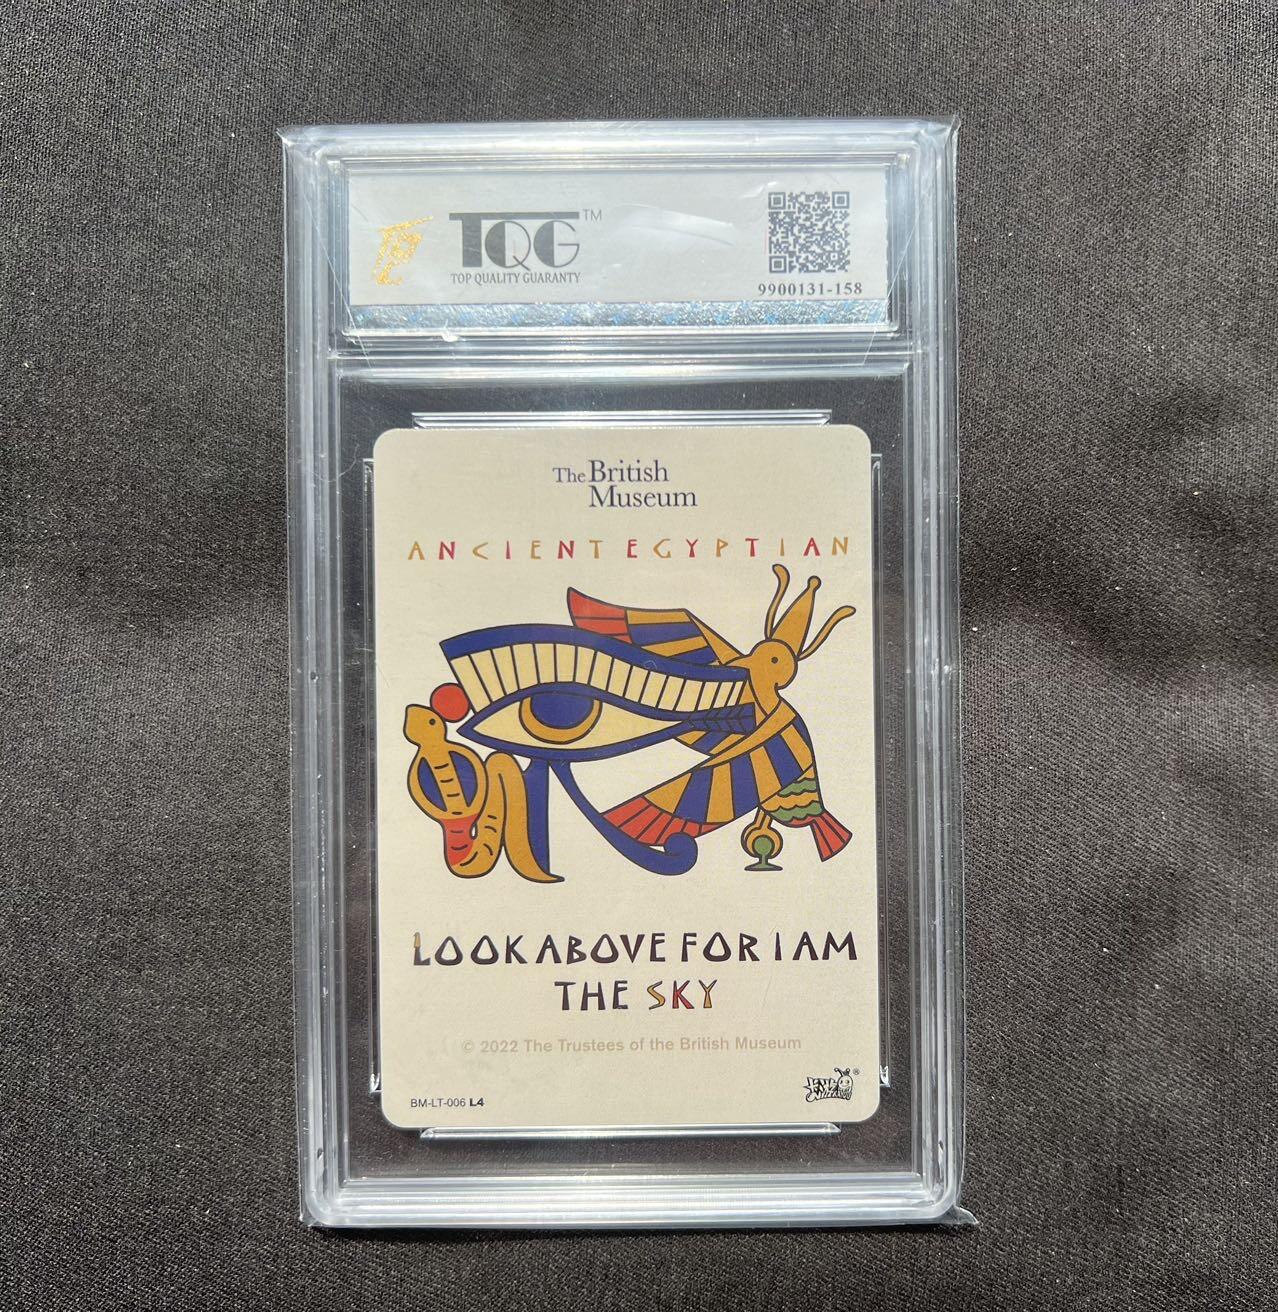 TQG™
TOP QUALITY GUARANTY
9900131-158
The British
Museum
ANCIENT EGYPTIAN
LOOK ABOVE FOR I AM
THE SKY
© 2022 The Trustees of the British Museum
BM-LT-006 L4
®